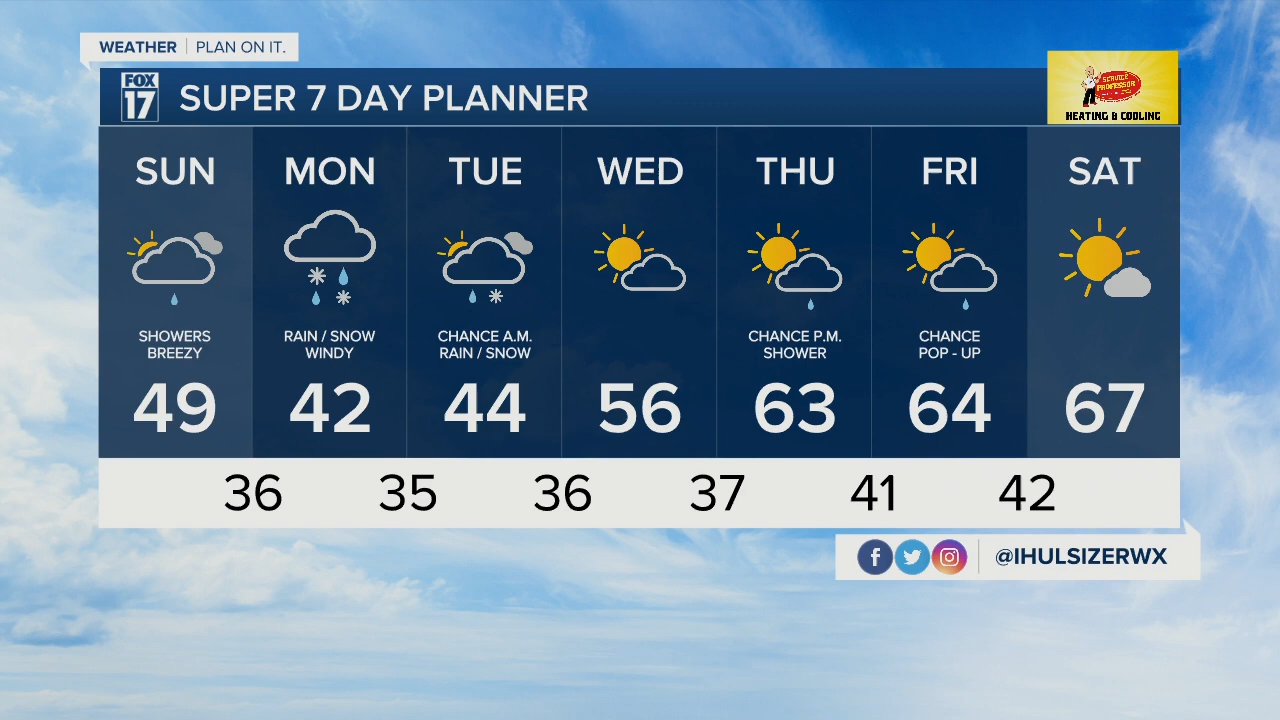 WEATHER PLAN ON IT.
FOX
17
SUPER 7 DAY PLANNER
SERVICE
PROFESSOR
HEATING & COOLING
SUN
MON
TUE
WED
THU
FRI
SAT
SHOWERS
BREEZY
RAIN / SNOW
WINDY
CHANCE A.M.
RAIN / SNOW
CHANCE P.M.
SHOWER
CHANCE
POP - UP
49
42
44
56
63
64
67
36
35
36
37
41
42
@IHULSIZERWX